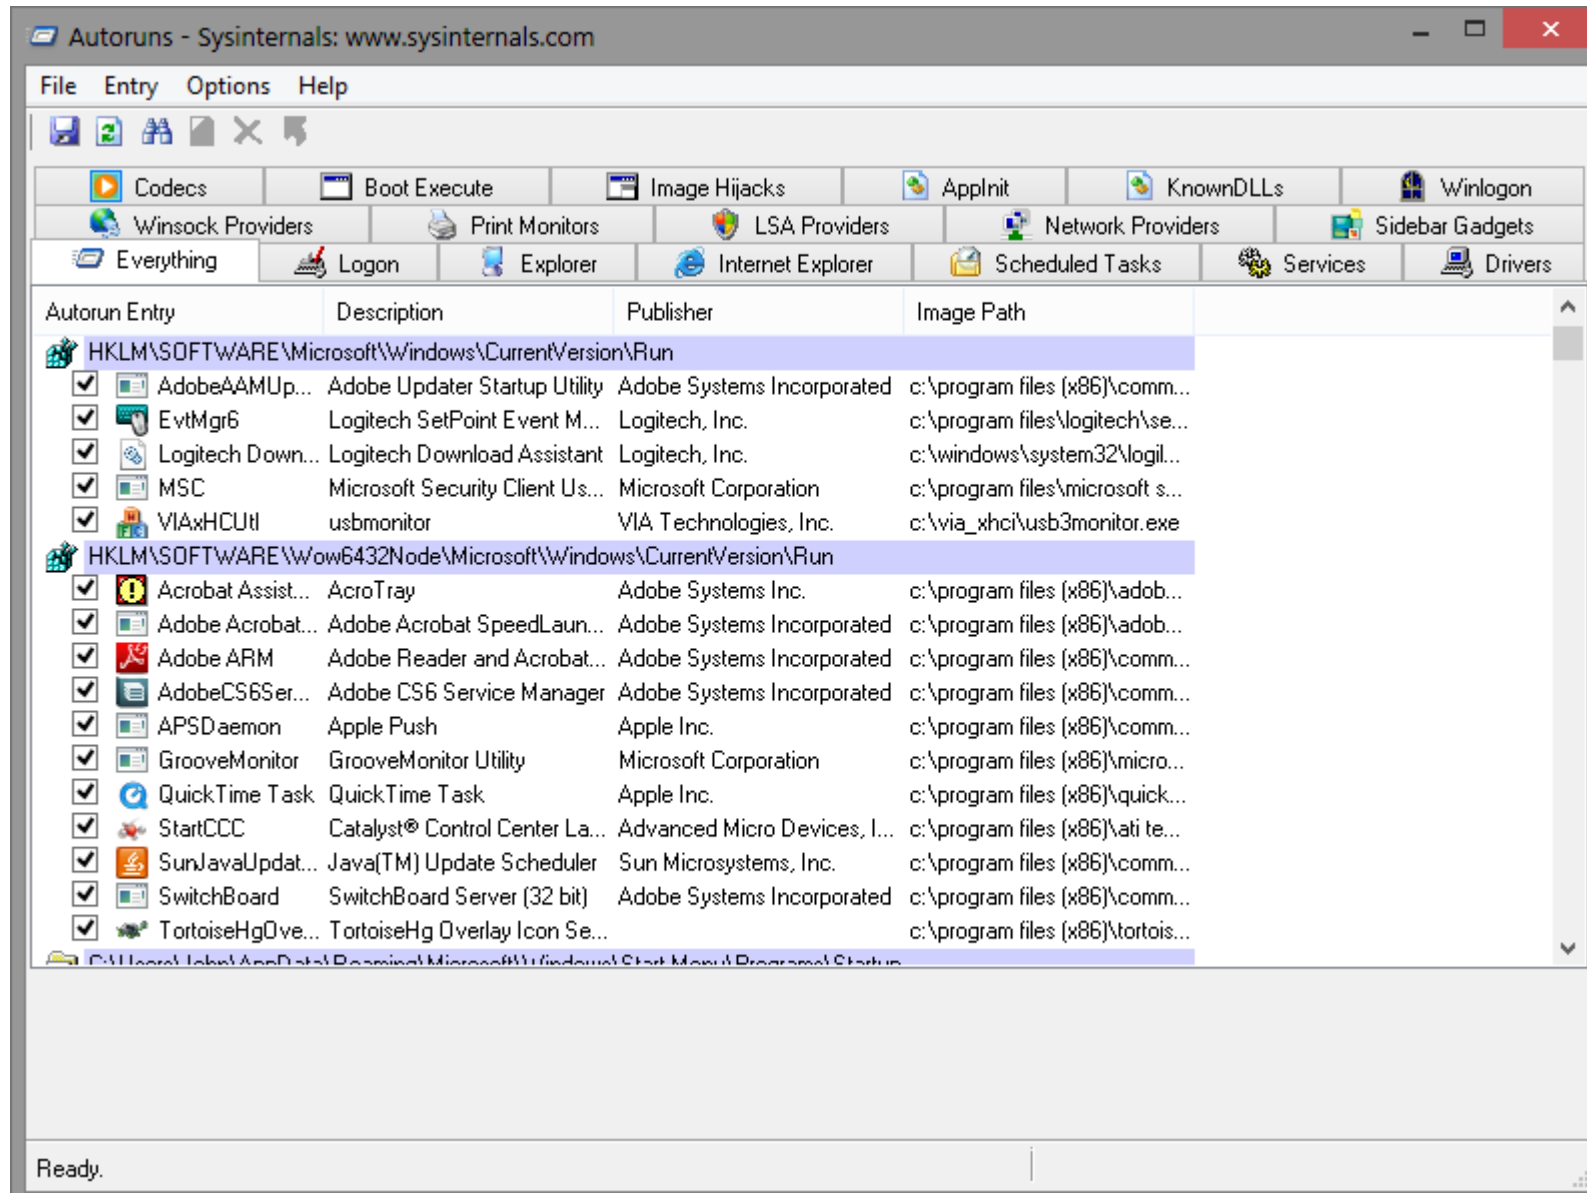 Autoruns - Sysinternals: www.sysinternals.com
File Entry Options Help
Codecs Boot Execute Image Hijacks AppInit KnownDLLs Winlogon
Winsock Providers Print Monitors LSA Providers Network Providers Sidebar Gadgets
Everything Logon Explorer Internet Explorer Scheduled Tasks Services Drivers
Autorun Entry Description Publisher Image Path
HKLM\SOFTWARE\Microsoft\Windows\CurrentVersion\Run
AdobeAAMUp... Adobe Updater Startup Utility Adobe Systems Incorporated c:\program files (x86)\comm...
EvtMgr6 Logitech SetPoint Event M... Logitech, Inc. c:\program files\logitech\se...
Logitech Down... Logitech Download Assistant Logitech, Inc. c:\windows\system32\logil...
MSC Microsoft Security Client Us... Microsoft Corporation c:\program files\microsoft s...
VIAxHCUtl usbmonitor VIA Technologies, Inc. c:\via_xhci\usb3monitor.exe
HKLM\SOFTWARE\Wow6432Node\Microsoft\Windows\CurrentVersion\Run
Acrobat Assist... AcroTray Adobe Systems Inc. c:\program files (x86)\adob...
Adobe Acrobat... Adobe Acrobat SpeedLaun... Adobe Systems Incorporated c:\program files (x86)\adob...
Adobe ARM Adobe Reader and Acrobat... Adobe Systems Incorporated c:\program files (x86)\comm...
AdobeCS6Ser... Adobe CS6 Service Manager Adobe Systems Incorporated c:\program files (x86)\comm...
APSDaemon Apple Push Apple Inc. c:\program files (x86)\comm...
GrooveMonitor GrooveMonitor Utility Microsoft Corporation c:\program files (x86)\micro...
QuickTime Task QuickTime Task Apple Inc. c:\program files (x86)\quick...
StartCCC Catalyst® Control Center La... Advanced Micro Devices, I... c:\program files (x86)\ati te...
SunJavaUpdat... Java(TM) Update Scheduler Sun Microsystems, Inc. c:\program files (x86)\comm...
SwitchBoard SwitchBoard Server (32 bit) Adobe Systems Incorporated c:\program files (x86)\comm...
TortoiseHgOve... TortoiseHg Overlay Icon Se... c:\program files (x86)\tortois...
C:\Users\John\AppData\Roaming\Microsoft\Windows\Start Menu\Programs\Startup
Ready.